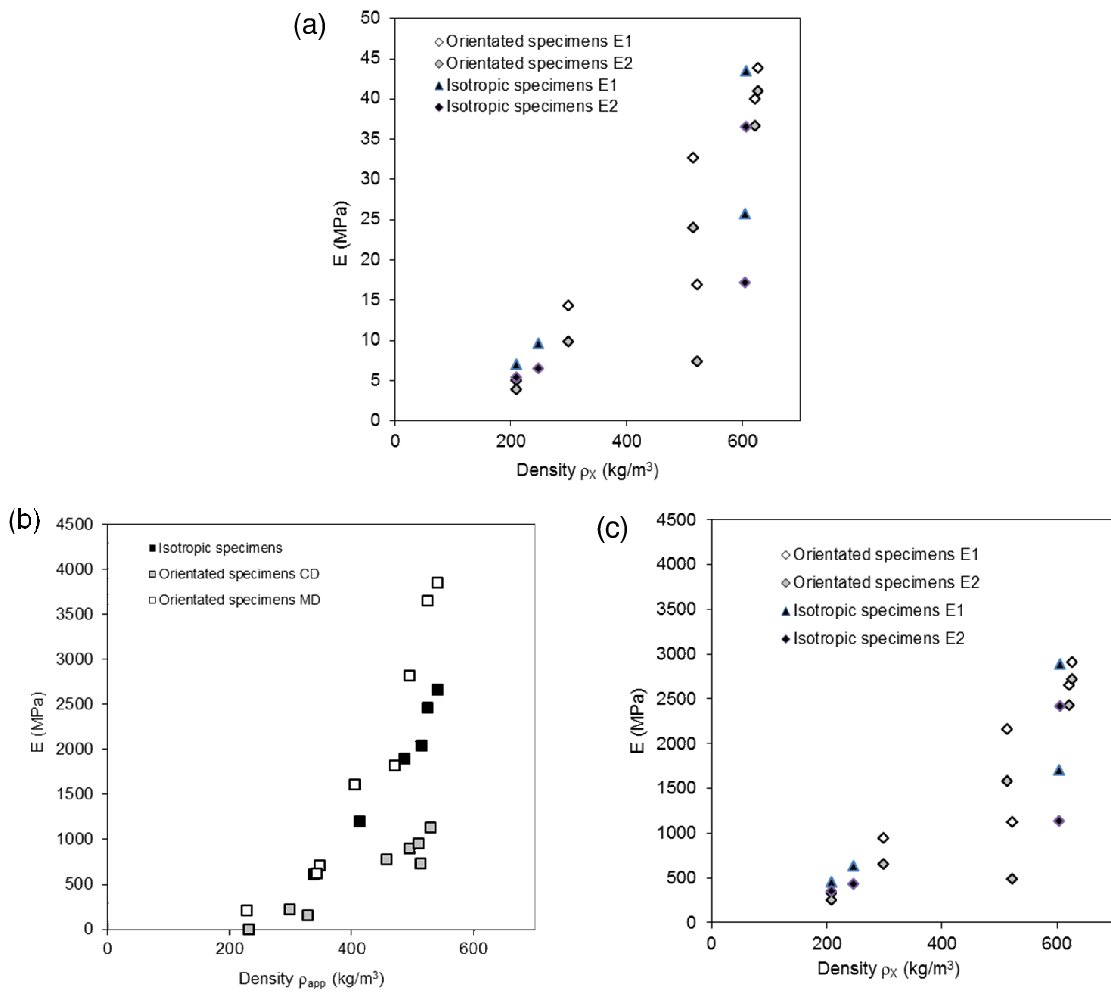 (a)
50
45
40
35
30
25
20
15
10
5
0
E (MPa)
Orientated specimens E1
Orientated specimens E2
Isotropic specimens E1
Isotropic specimens E2
0 200 400 600
Density ρX (kg/m³)
(b)
4500
4000
3500
3000
2500
2000
1500
1000
500
0
E (MPa)
Isotropic specimens
Orientated specimens CD
Orientated specimens MD
0 200 400 600
Density ρapp (kg/m³)
(c)
4500
4000
3500
3000
2500
2000
1500
1000
500
0
E (MPa)
Orientated specimens E1
Orientated specimens E2
Isotropic specimens E1
Isotropic specimens E2
0 200 400 600
Density ρX (kg/m³)